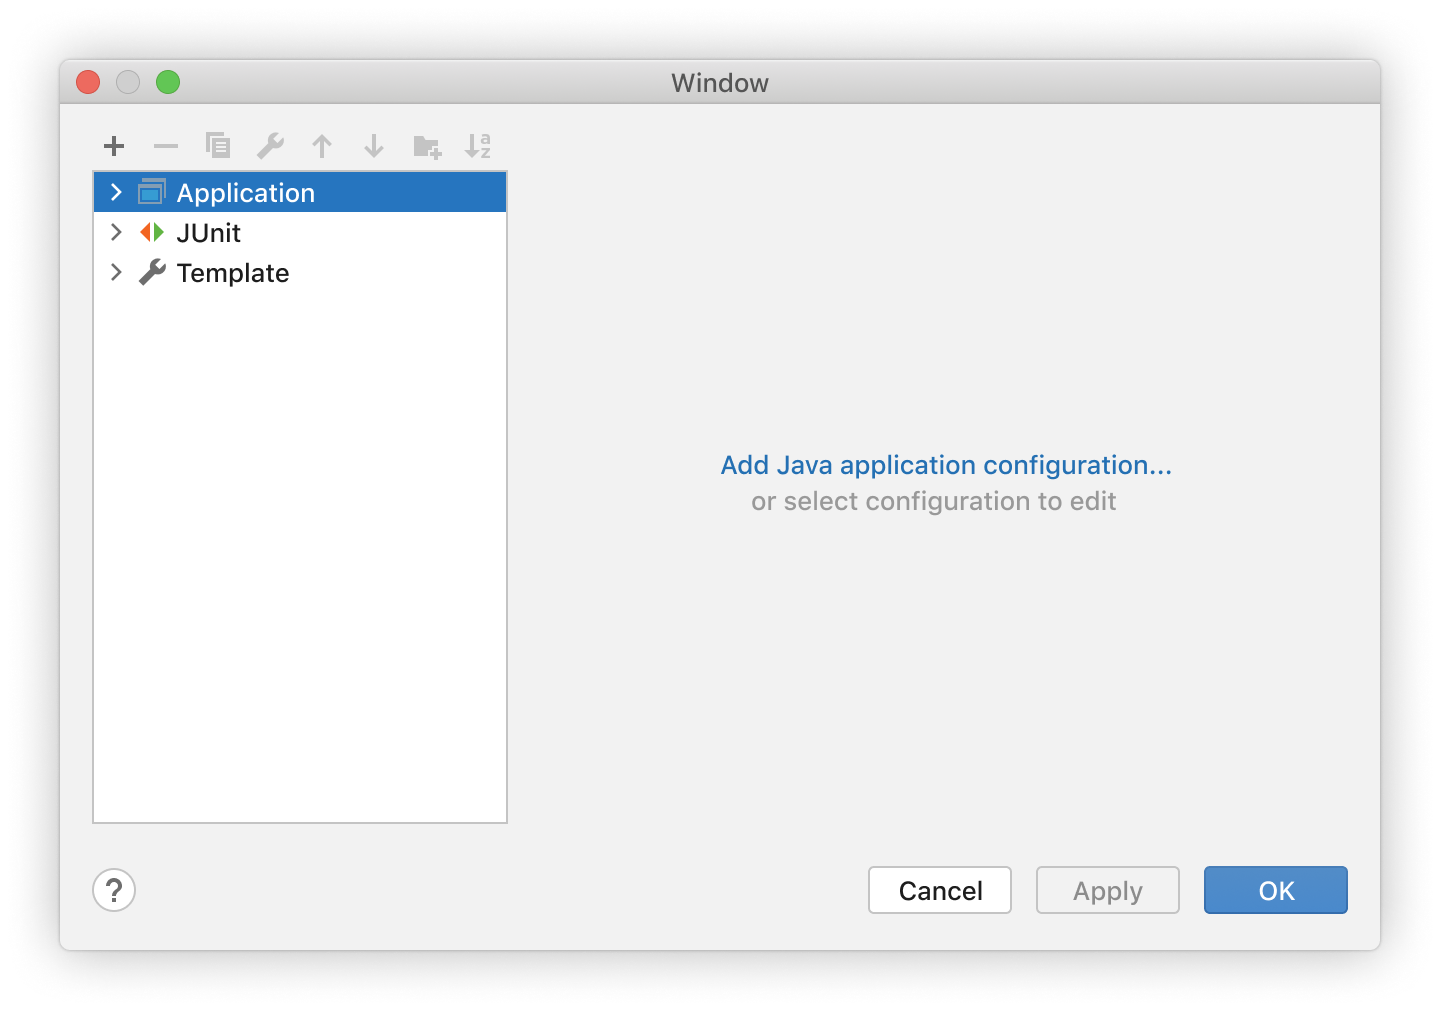 Window
Application
JUnit
Template
Add Java application configuration...
or select configuration to edit
?
Cancel
Apply
OK